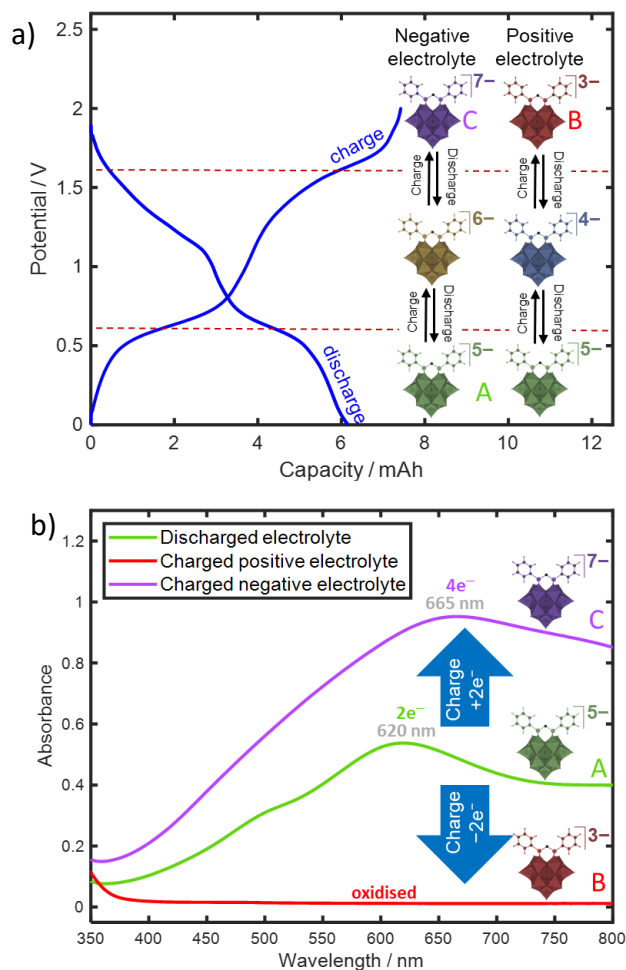 a)
2.5
2
1.5
1
0.5
0
Potential / V
0 2 4 6 8 10 12
Capacity / mAh
charge
discharge
Negative electrolyte
Positive electrolyte
7−
C
3−
B
Charge
Discharge
Charge
Discharge
6−
4−
Charge
Discharge
Charge
Discharge
5−
A
5−
b)
Discharged electrolyte
Charged positive electrolyte
Charged negative electrolyte
1.2
1
0.8
0.6
0.4
0.2
0
Absorbance
4e−
665 nm
7−
C
Charge
+2e−
2e−
620 nm
5−
A
Charge
−2e−
3−
B
oxidised
350 400 450 500 550 600 650 700 750 800
Wavelength / nm